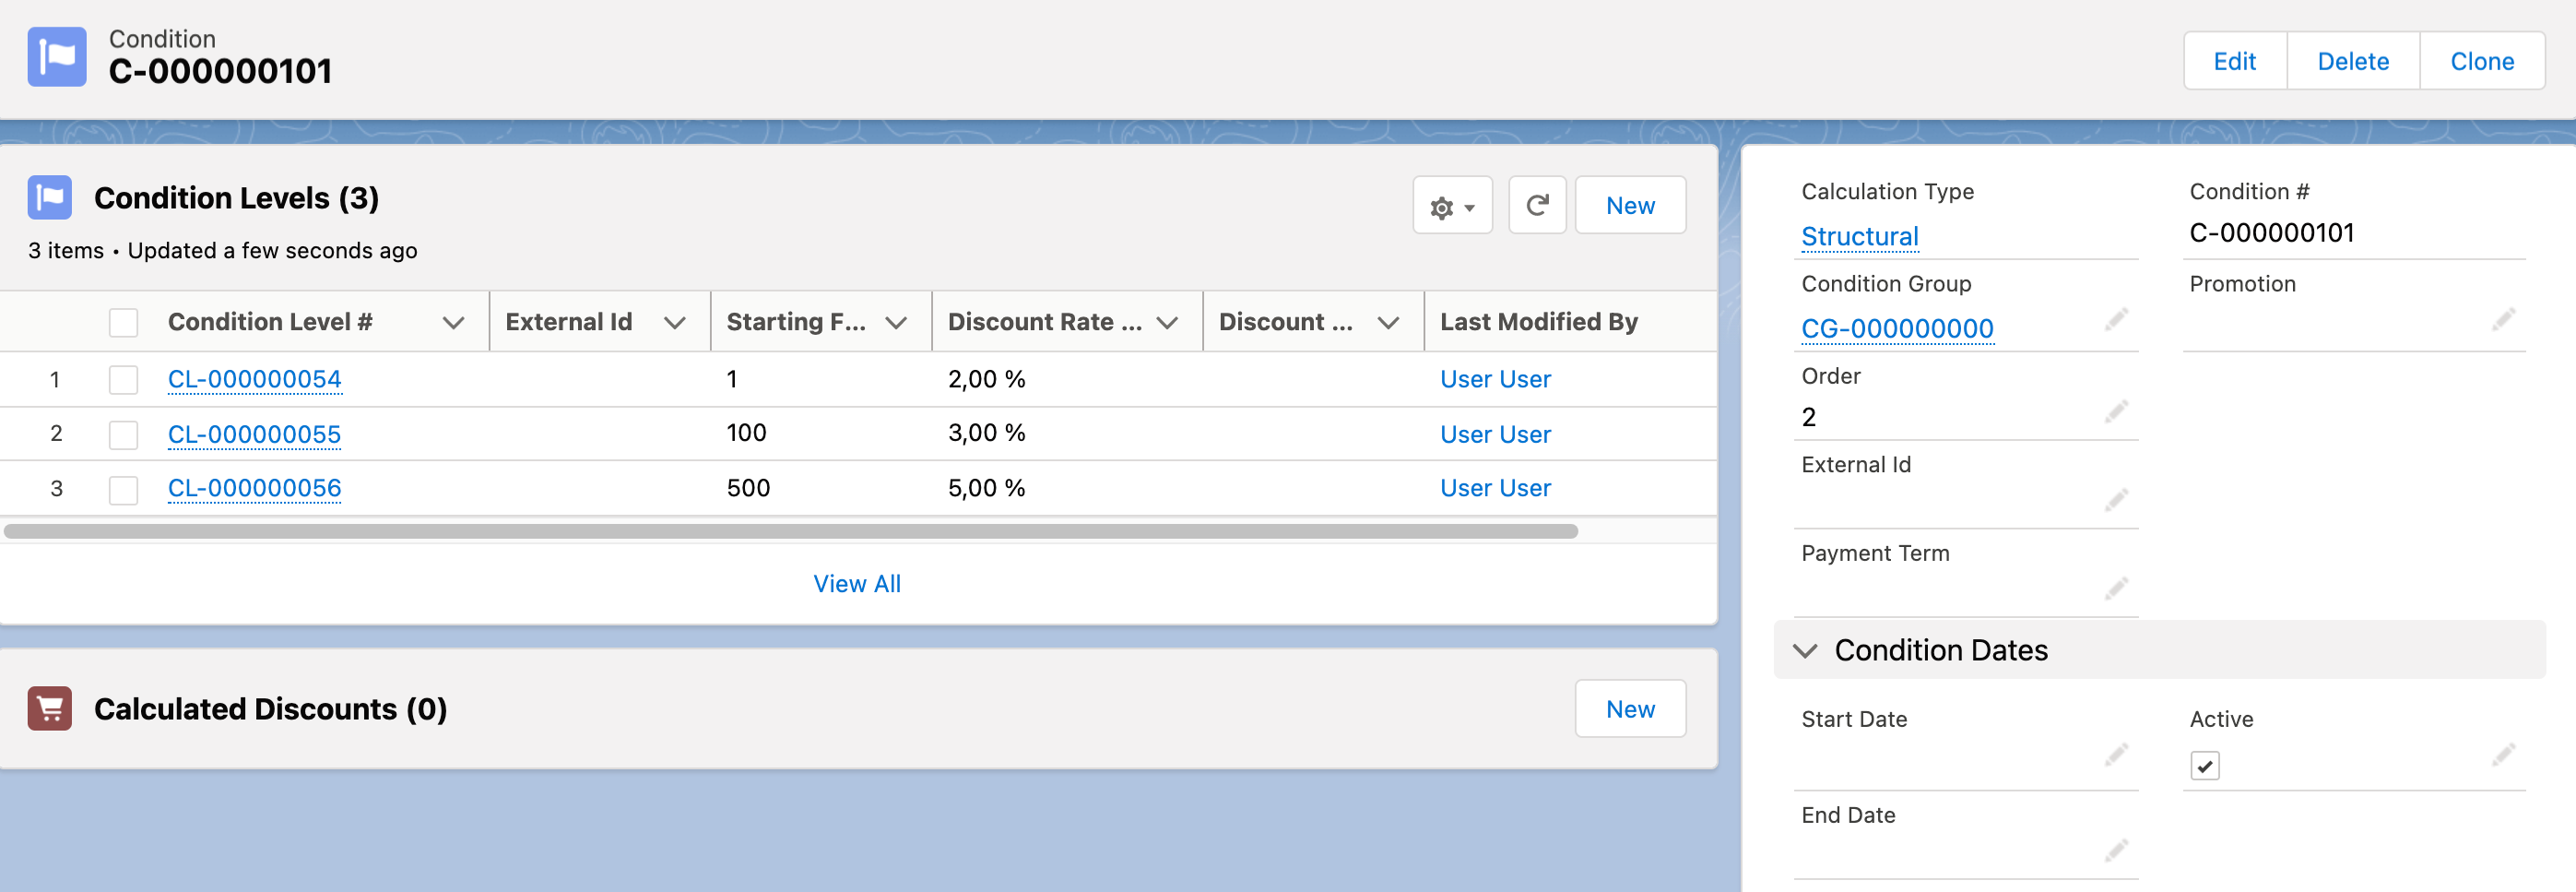 Condition
C-000000101
Edit Delete Clone
Condition Levels (3)
New
3 items • Updated a few seconds ago
Condition Level # External Id Starting F... Discount Rate ... Discount ... Last Modified By
1 CL-000000054 1 2,00 % User User
2 CL-000000055 100 3,00 % User User
3 CL-000000056 500 5,00 % User User
View All
Calculated Discounts (0)
New
Calculation Type Condition #
Structural C-000000101
Condition Group Promotion
CG-000000000
Order
2
External Id
Payment Term
Condition Dates
Start Date Active
End Date